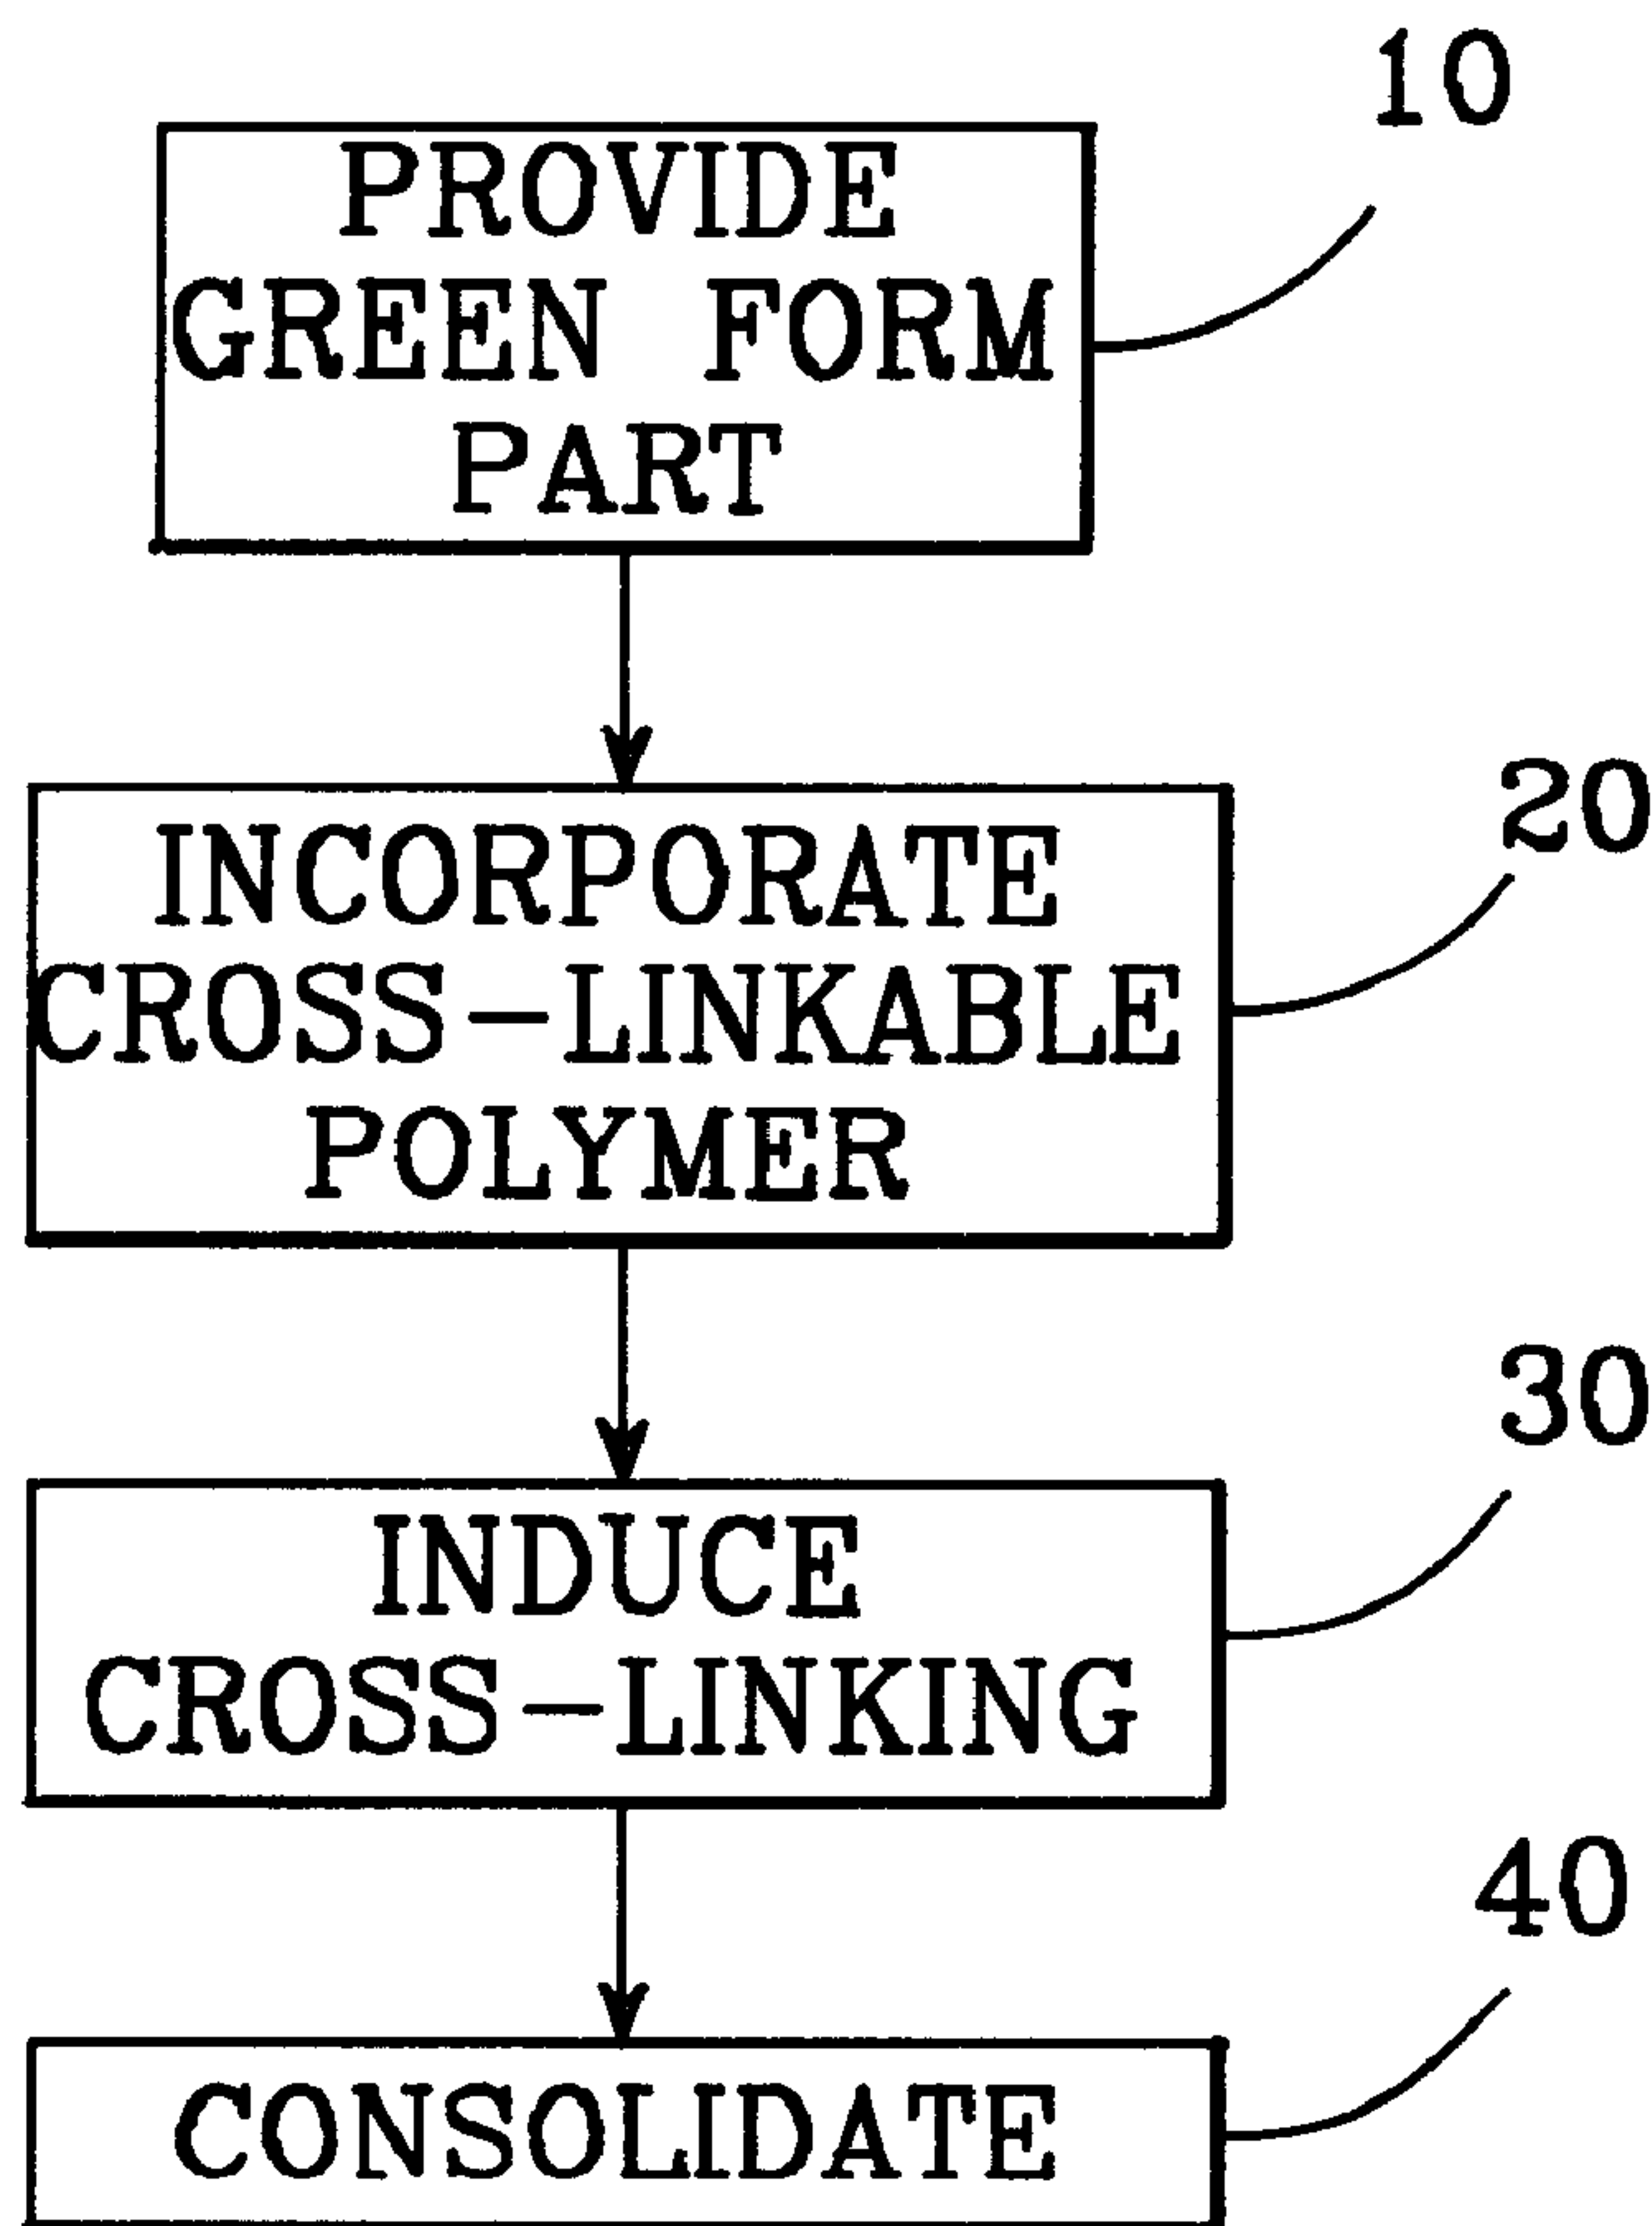 10
PROVIDE
GREEN FORM
PART
20
INCORPORATE
CROSS-LINKABLE
POLYMER
30
INDUCE
CROSS-LINKING
40
CONSOLIDATE